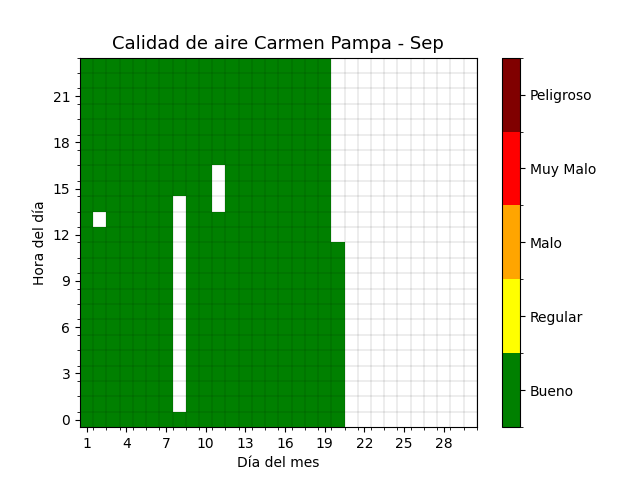 Calidad de aire Carmen Pampa - Sep
Hora del día
21
18
15
12
9
6
3
0
1 4 7 10 13 16 19 22 25 28
Día del mes
Peligroso
Muy Malo
Malo
Regular
Bueno